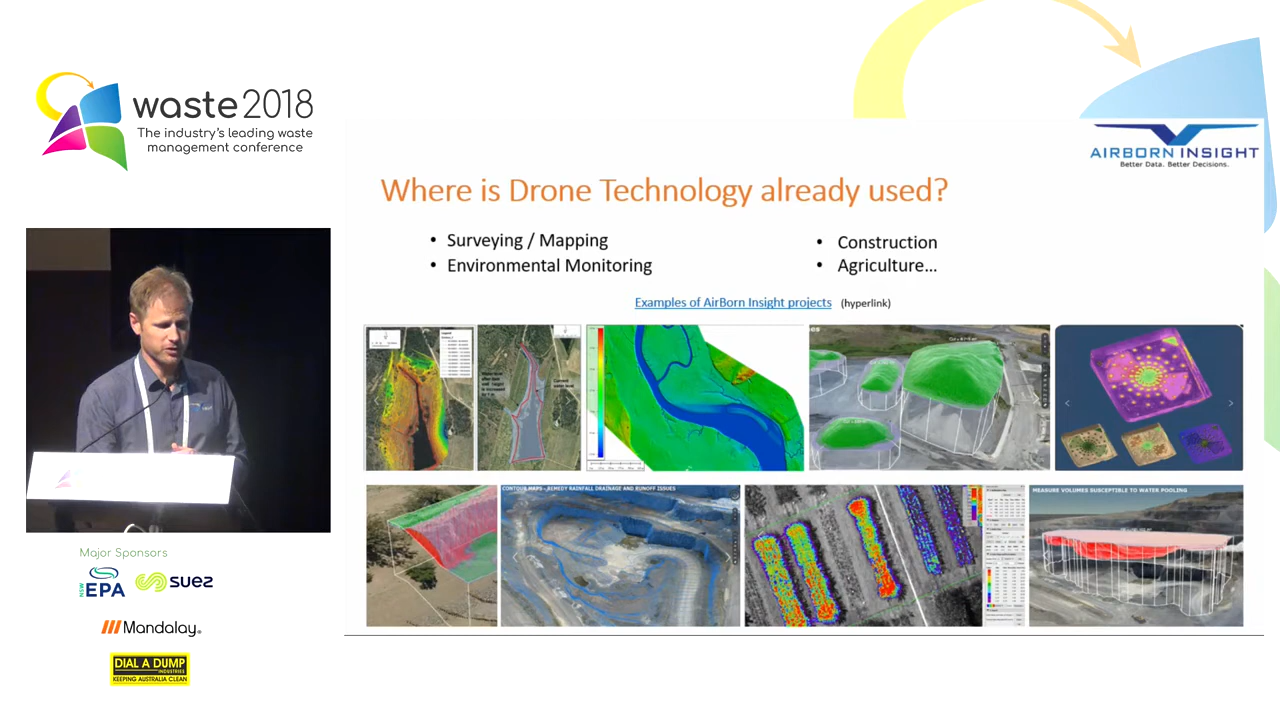 waste2018
The industry's leading waste
management conference
AIRBORN INSIGHT
Better Data. Better Decisions.
Where is Drone Technology already used?
• Surveying / Mapping
• Environmental Monitoring
• Construction
• Agriculture...
Examples of AirBorn Insight projects (hyperlink)
CONTOUR MAPS - REMEDY RAINFALL DRAINAGE AND RUNOFF ISSUES
MEASURE VOLUMES SUSCEPTIBLE TO WATER POOLING
Major Sponsors
NSW EPA
suez
Mandalay
DIAL A DUMP
INDUSTRIES
KEEPING AUSTRALIA CLEAN